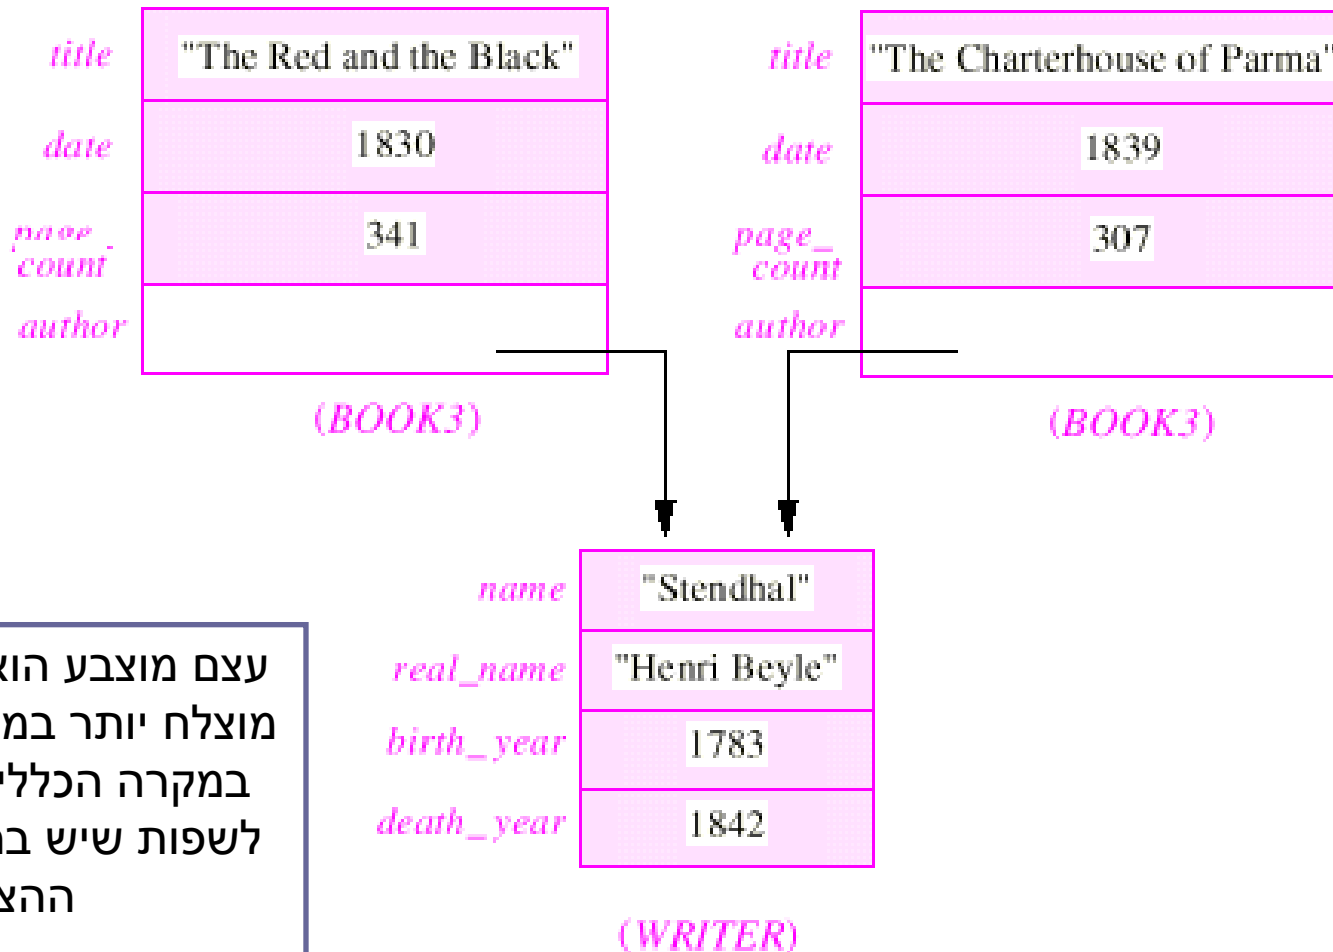 title "The Red and the Black"
date 1830
page_
count 341
author
(BOOK3)
title "The Charterhouse of Parma"
date 1839
page_
count 307
author
(BOOK3)
name "Stendhal"
real_name "Henri Beyle"
birth_year 1783
death_year 1842
(WRITER)
עצם מוצבע הוא
מוצלח יותר
במקרה הכללי
לשפות שיש